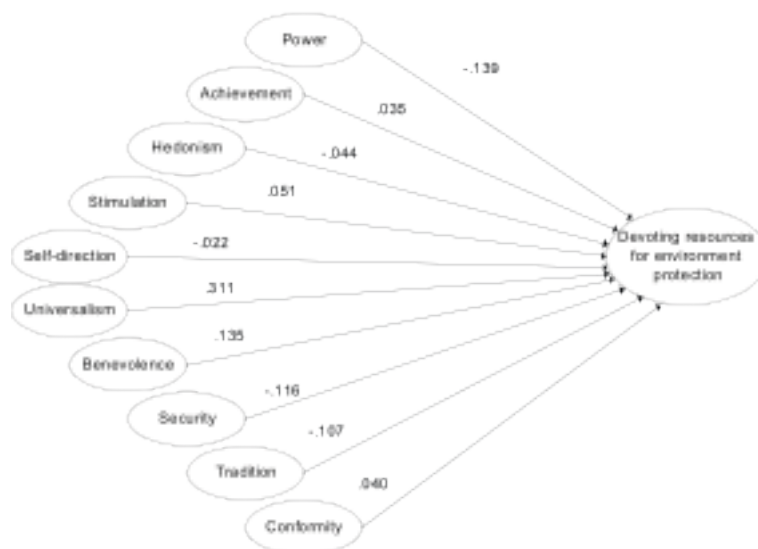 Power
-.139
Achievement
.035
Hedonism
-.044
Stimulation
.051
Self-direction
-.022
Devoting resources
for environment
protection
Universalism
.311
Benevolence
.135
Security
-.116
Tradition
-.107
Conformity
.040